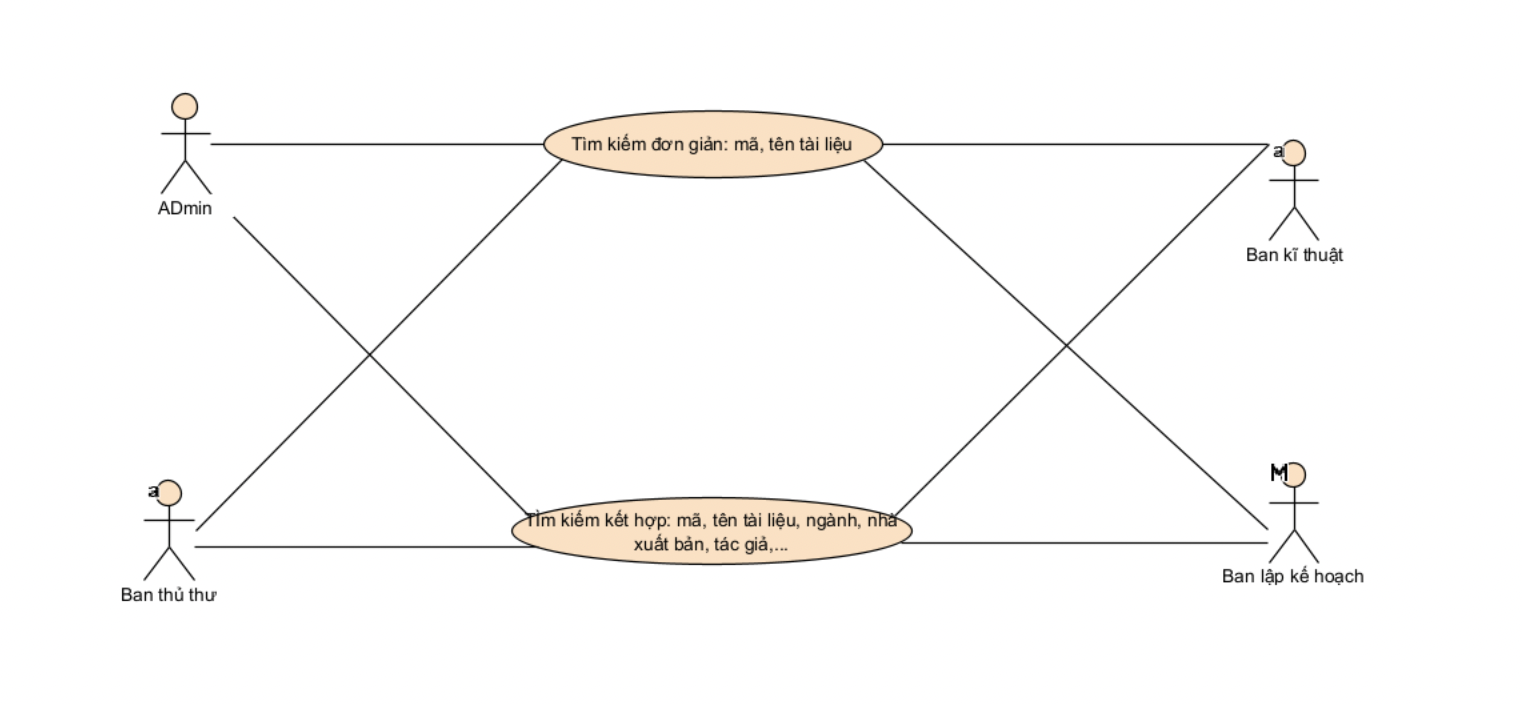 Tìm kiếm đơn giản: mã, tên tài liệu
a
ADmin
Ban kĩ thuật
M
a
Tìm kiếm kết hợp: mã, tên tài liệu, ngành, nhà
xuất bản, tác giả,...
Ban lập kế hoạch
Ban thủ thư